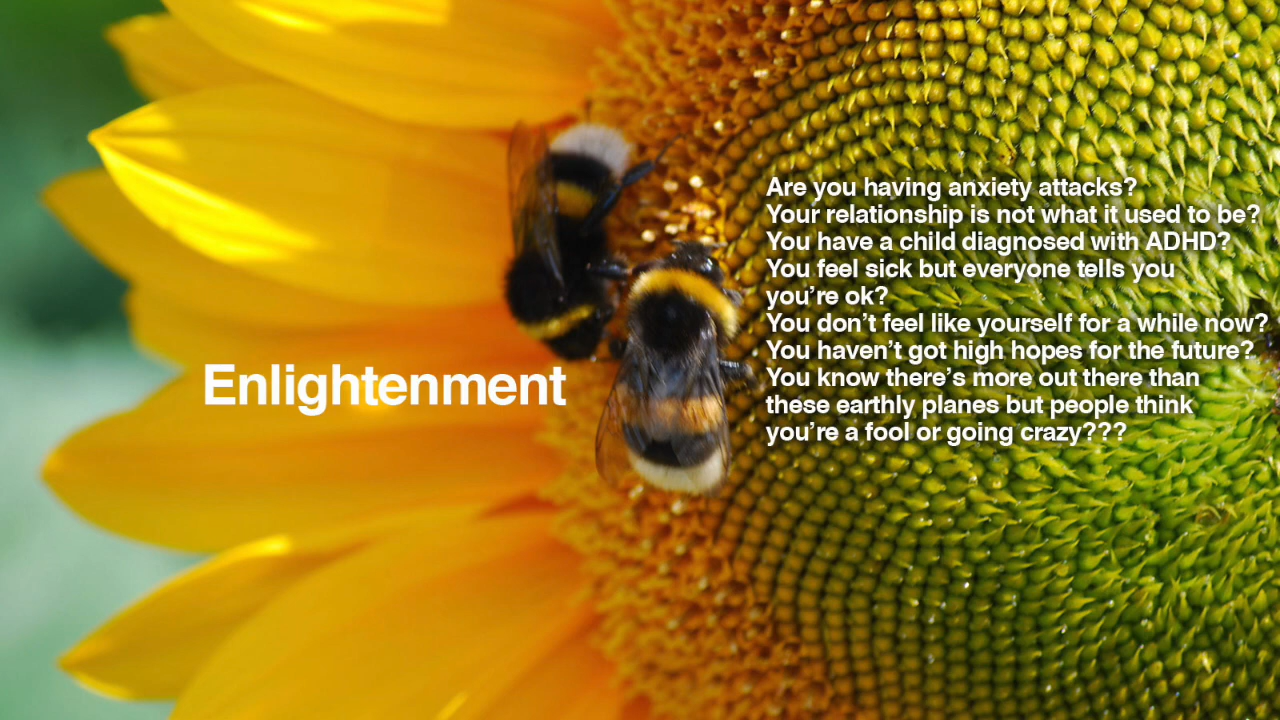 Enlightenment
Are you having anxiety attacks?
Your relationship is not what it used to be?
You have a child diagnosed with ADHD?
You feel sick but everyone tells you
you’re ok?
You don’t feel like yourself for a while now?
You haven’t got high hopes for the future?
You know there’s more out there than
these earthly planes but people think
you’re a fool or going crazy???